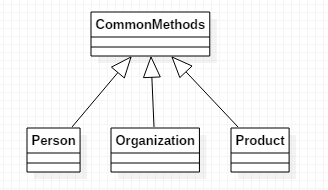 CommonMethods
Person
Organization
Product